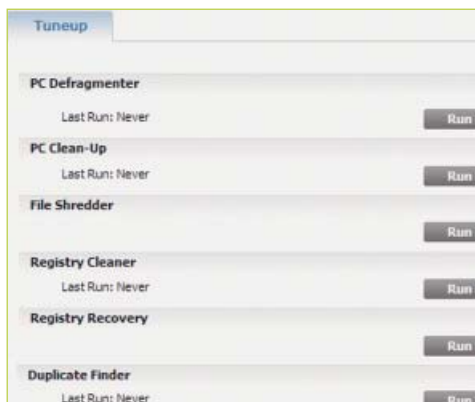 Tuneup
PC Defragmenter
Last Run: Never
Run
PC Clean-Up
Last Run: Never
Run
File Shredder
Run
Registry Cleaner
Last Run: Never
Run
Registry Recovery
Run
Duplicate Finder
Last Run: Never
Run